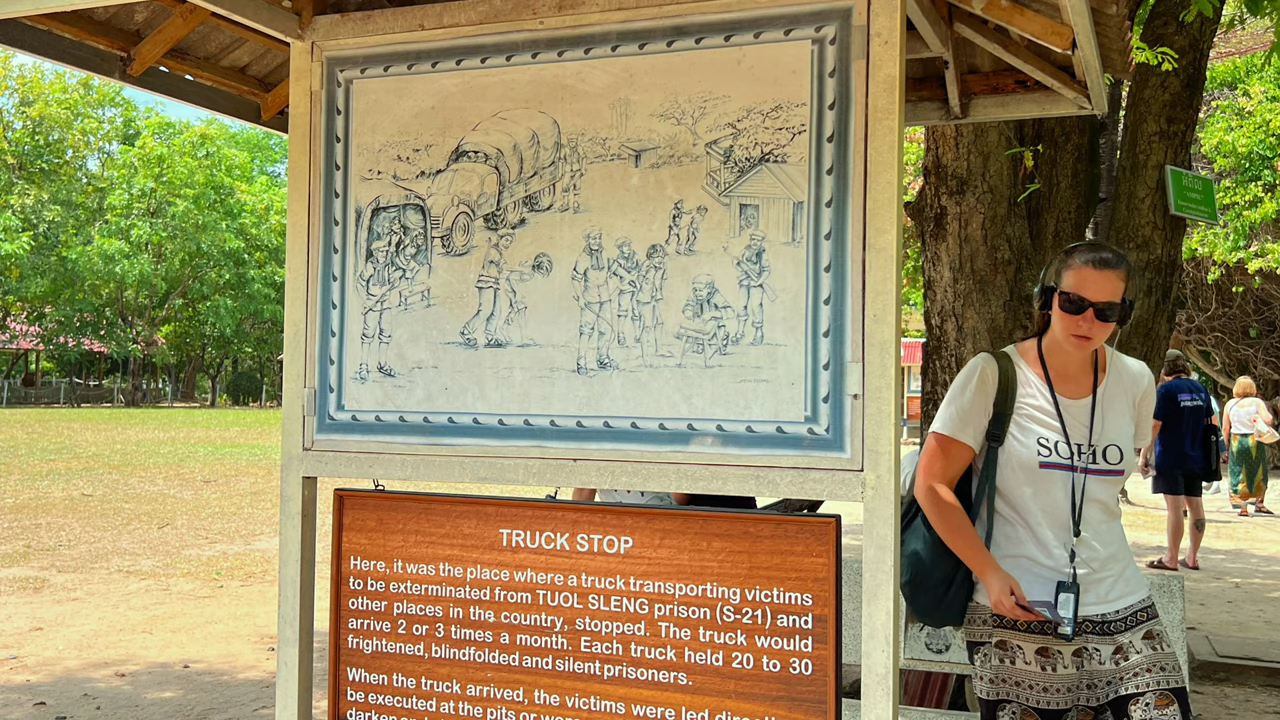 TRUCK STOP
Here, it was the place where a truck transporting victims
to be exterminated from TUOL SLENG prison (S-21) and
other places in the country, stopped. The truck would
arrive 2 or 3 times a month. Each truck held 20 to 30
frightened, blindfolded and silent prisoners.
When the truck arrived, the victims were led
be executed at the pits or
SOHO